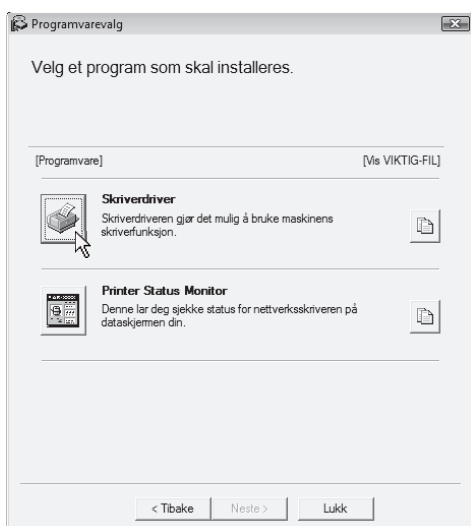 Programvarevalg
Velg et program som skal installeres.
[Programvare] [Vis VIKTIG-FIL]
Skriverdriver
Skriverdriveren gjør det mulig å bruke maskinens
skriverfunksjon.
Printer Status Monitor
Denne lar deg sjekke status for nettverksskriveren på
dataskjermen din.
< Tibake Neste > Lukk